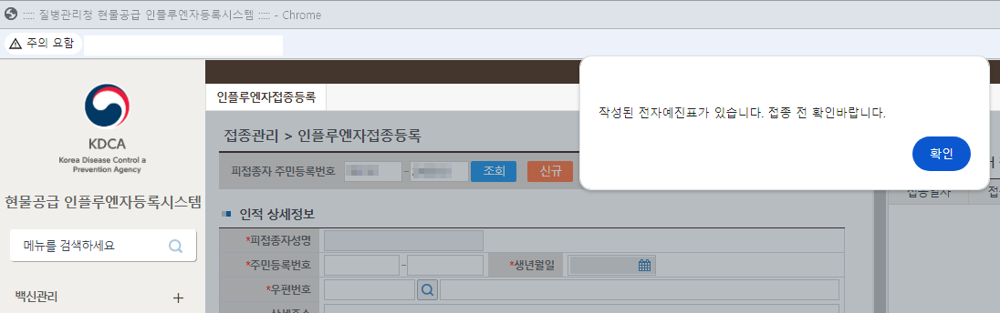 ::::: 질병관리청 현물공급 인플루엔자등록시스템 ::::: - Chrome
주의 요함
KDCA
Korea Disease Control a
Prevention Agency
현물공급 인플루엔자등록시스템
메뉴를 검색하세요
백신관리 +
인플루엔자접종등록
접종관리 > 인플루엔자접종등록
피접종자 주민등록번호 - 조회 신규
인적 상세정보
*피접종자성명
*주민등록번호 - *생년월일
*우편번호
작성된 전자예진표가 있습니다. 접종 전 확인바랍니다.
확인
접종일자